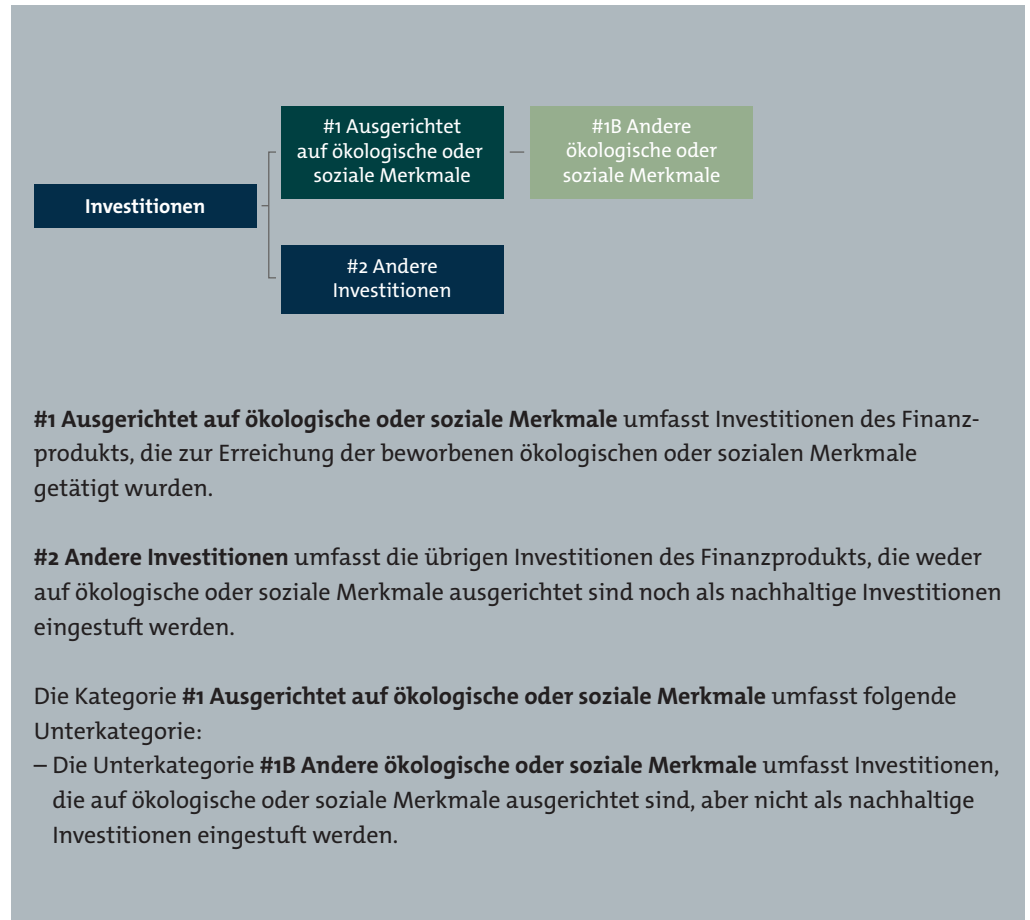 #1 Ausgerichtet
auf ökologische oder
soziale Merkmale
#1B Andere
ökologische oder
soziale Merkmale
Investitionen
#2 Andere
Investitionen
#1 Ausgerichtet auf ökologische oder soziale Merkmale umfasst Investitionen des Finanz-
produkts, die zur Erreichung der beworbenen ökologischen oder sozialen Merkmale
getätigt wurden.
#2 Andere Investitionen umfasst die übrigen Investitionen des Finanzprodukts, die weder
auf ökologische oder soziale Merkmale ausgerichtet sind noch als nachhaltige Investitionen
eingestuft werden.
Die Kategorie #1 Ausgerichtet auf ökologische oder soziale Merkmale umfasst folgende
Unterkategorie:
– Die Unterkategorie #1B Andere ökologische oder soziale Merkmale umfasst Investitionen,
die auf ökologische oder soziale Merkmale ausgerichtet sind, aber nicht als nachhaltige
Investitionen eingestuft werden.